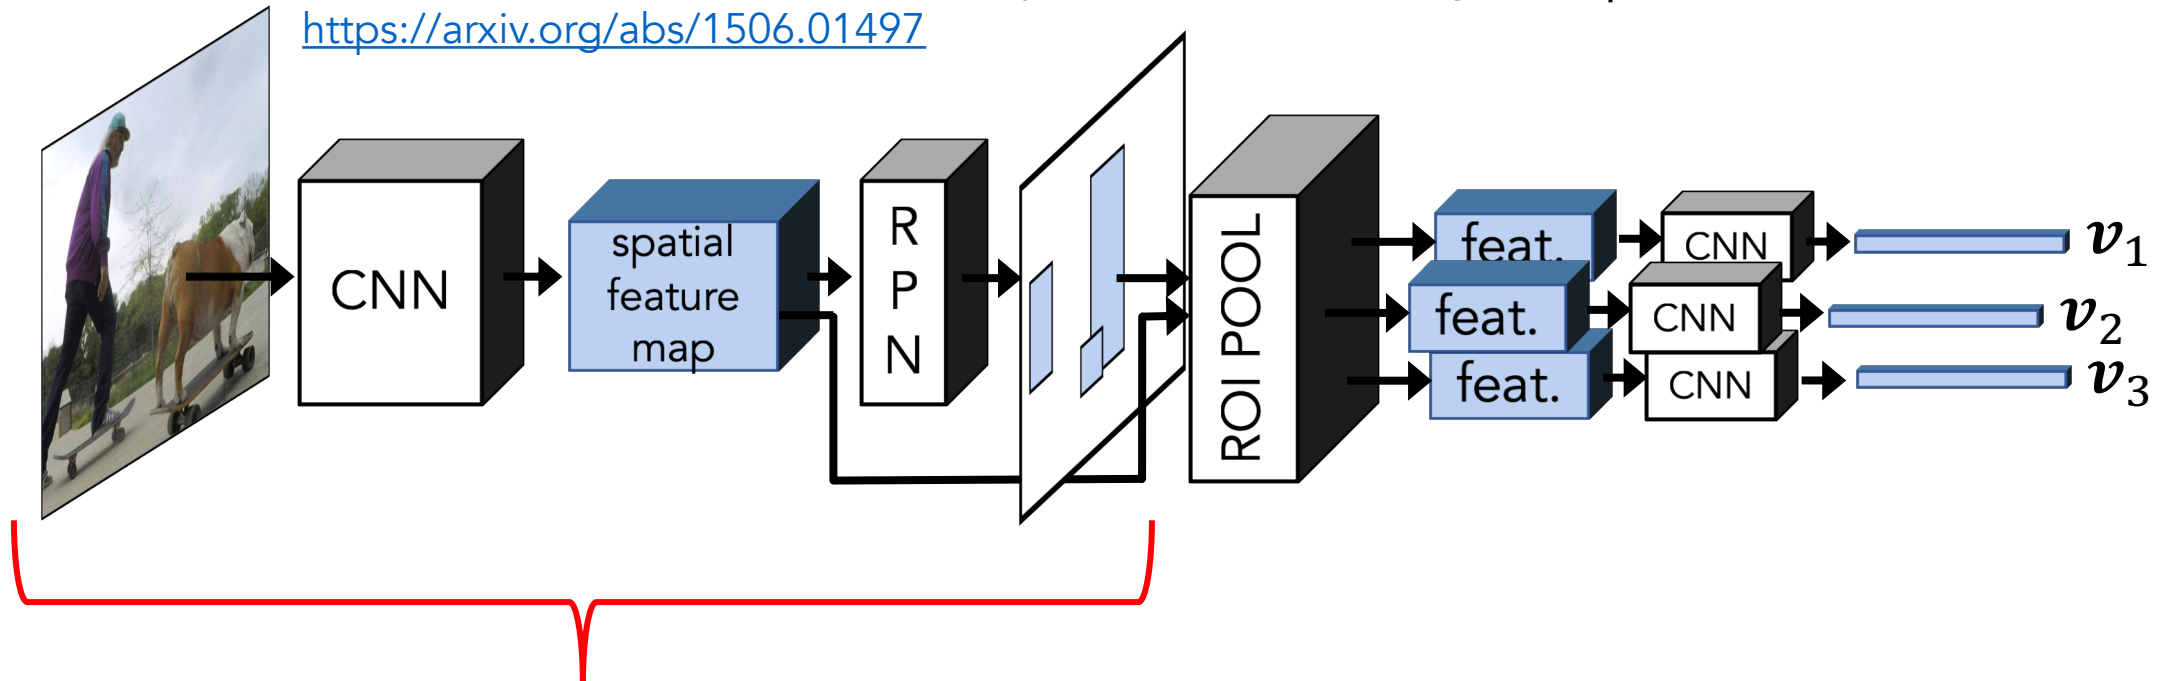 https://arxiv.org/abs/1506.01497
CNN
spatial
feature
map
R
P
N
ROI POOL
feat.
CNN
v1
feat.
CNN
v2
feat.
CNN
v3